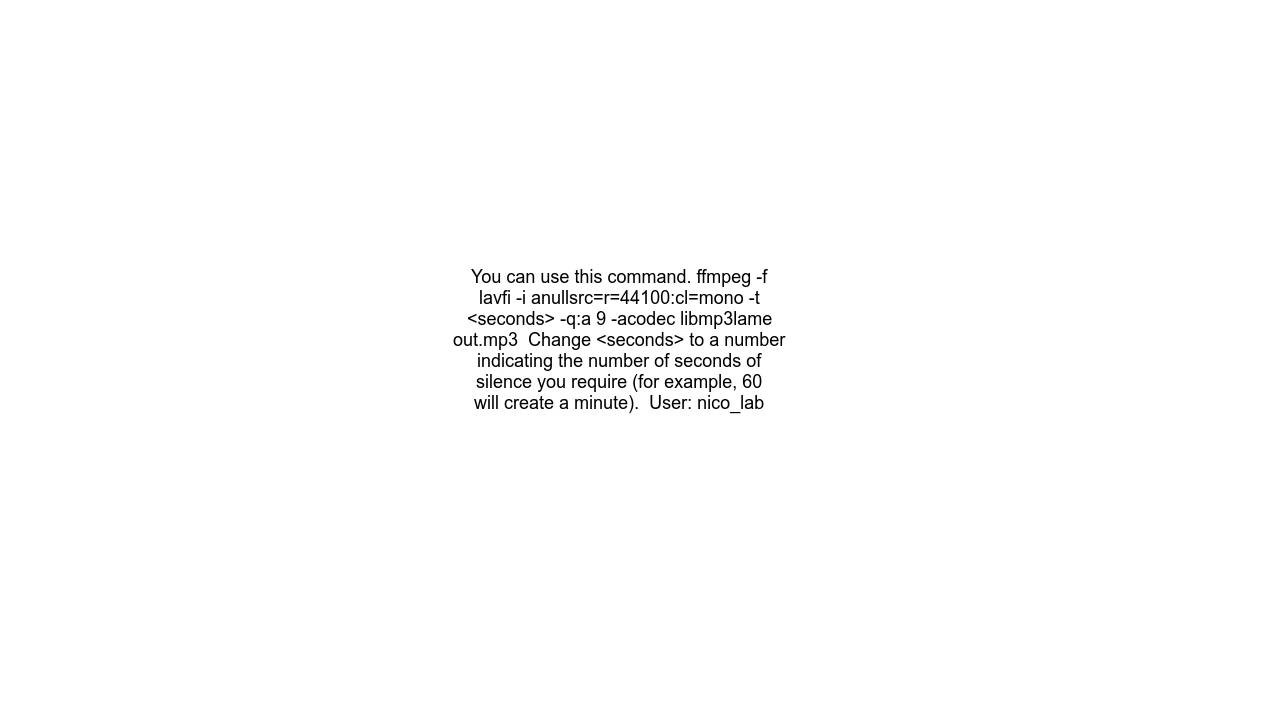 You can use this command. ffmpeg -f
lavfi -i anullsrc=r=44100:cl=mono -t
<seconds> -q:a 9 -acodec libmp3lame
out.mp3  Change <seconds> to a number
indicating the number of seconds of
silence you require (for example, 60
will create a minute).  User: nico_lab